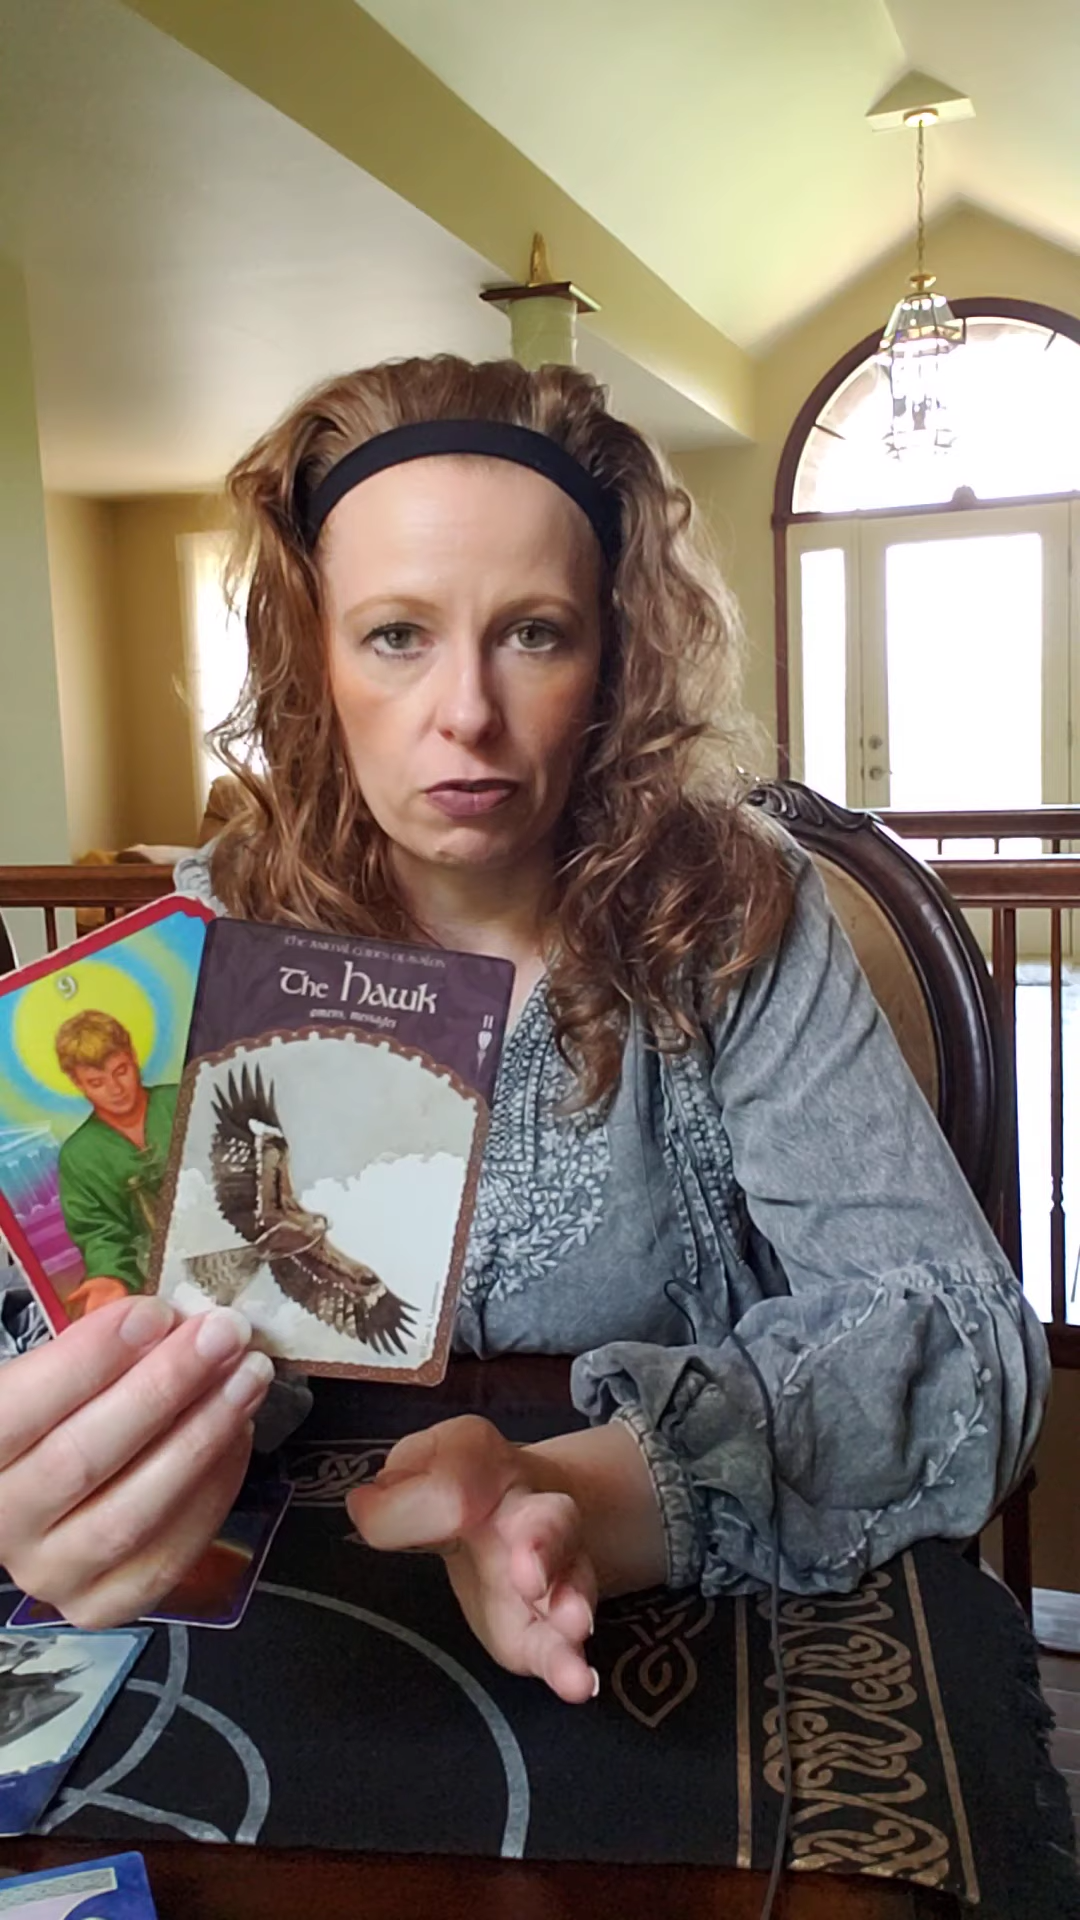 9
The Animal Guides of Avalon
The Hawk
omens, messages
11